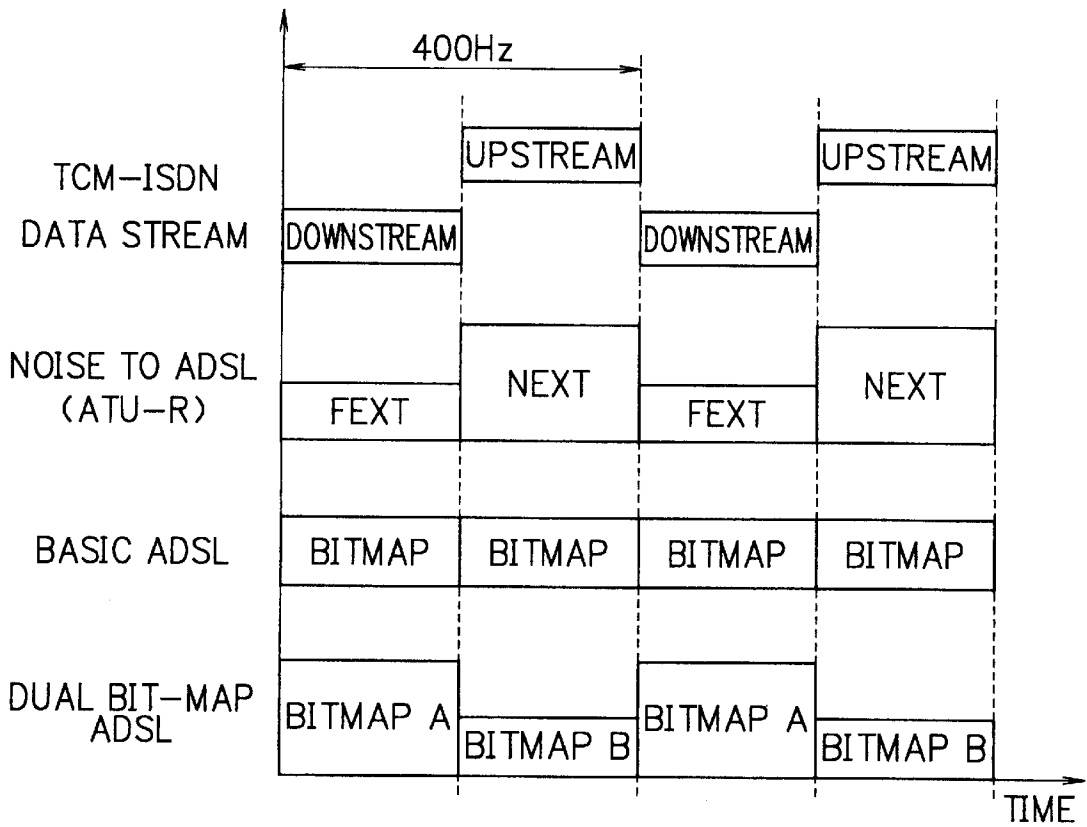 400Hz
UPSTREAM UPSTREAM
TCM-ISDN
DATA STREAM
DOWNSTREAM DOWNSTREAM
NOISE TO ADSL
(ATU-R)
FEXT NEXT FEXT NEXT
BASIC ADSL
BITMAP BITMAP BITMAP BITMAP
DUAL BIT-MAP
ADSL
BITMAP A BITMAP B BITMAP A BITMAP B
TIME